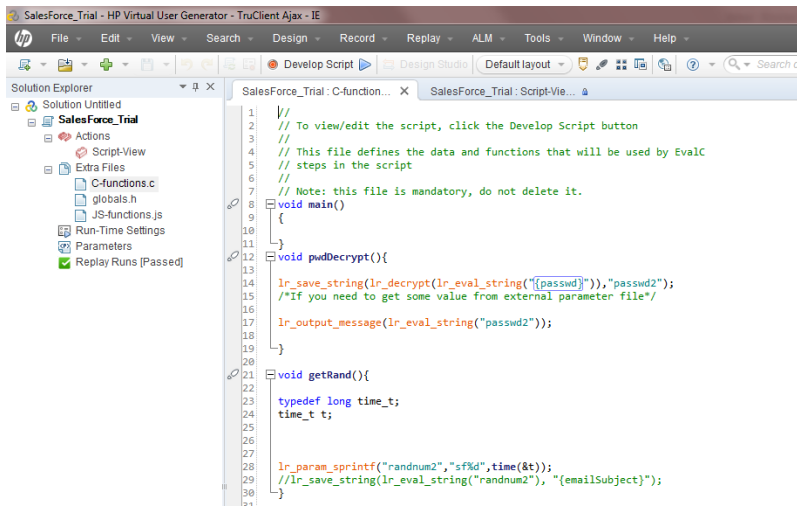 SalesForce_Trial - HP Virtual User Generator - TruClient Ajax - IE
hp File Edit View Search Design Record Replay ALM Tools Window Help
Develop Script Design Studio Default layout Search c
Solution Explorer
Solution Untitled
SalesForce_Trial
Actions
Script-View
Extra Files
C-functions.c
globals.h
JS-functions.js
Run-Time Settings
Parameters
Replay Runs [Passed]
SalesForce_Trial : C-function... SalesForce_Trial : Script-Vie...
1 //
2 // To view/edit the script, click the Develop Script button
3 //
4 // This file defines the data and functions that will be used by EvalC
5 // steps in the script
6 //
7 // Note: this file is mandatory, do not delete it.
8 void main()
9 {
10
11 }
12 void pwdDecrypt(){
13
14 lr_save_string(lr_decrypt(lr_eval_string("{passwd}")),"passwd2");
15 /*If you need to get some value from external parameter file*/
16
17 lr_output_message(lr_eval_string("passwd2"));
18
19 }
20
21 void getRand(){
22
23 typedef long time_t;
24 time_t t;
25
26
27
28 lr_param_sprintf("randnum2","sf%d",time(&t));
29 //lr_save_string(lr_eval_string("randnum2"), "{emailSubject}");
30 }
31